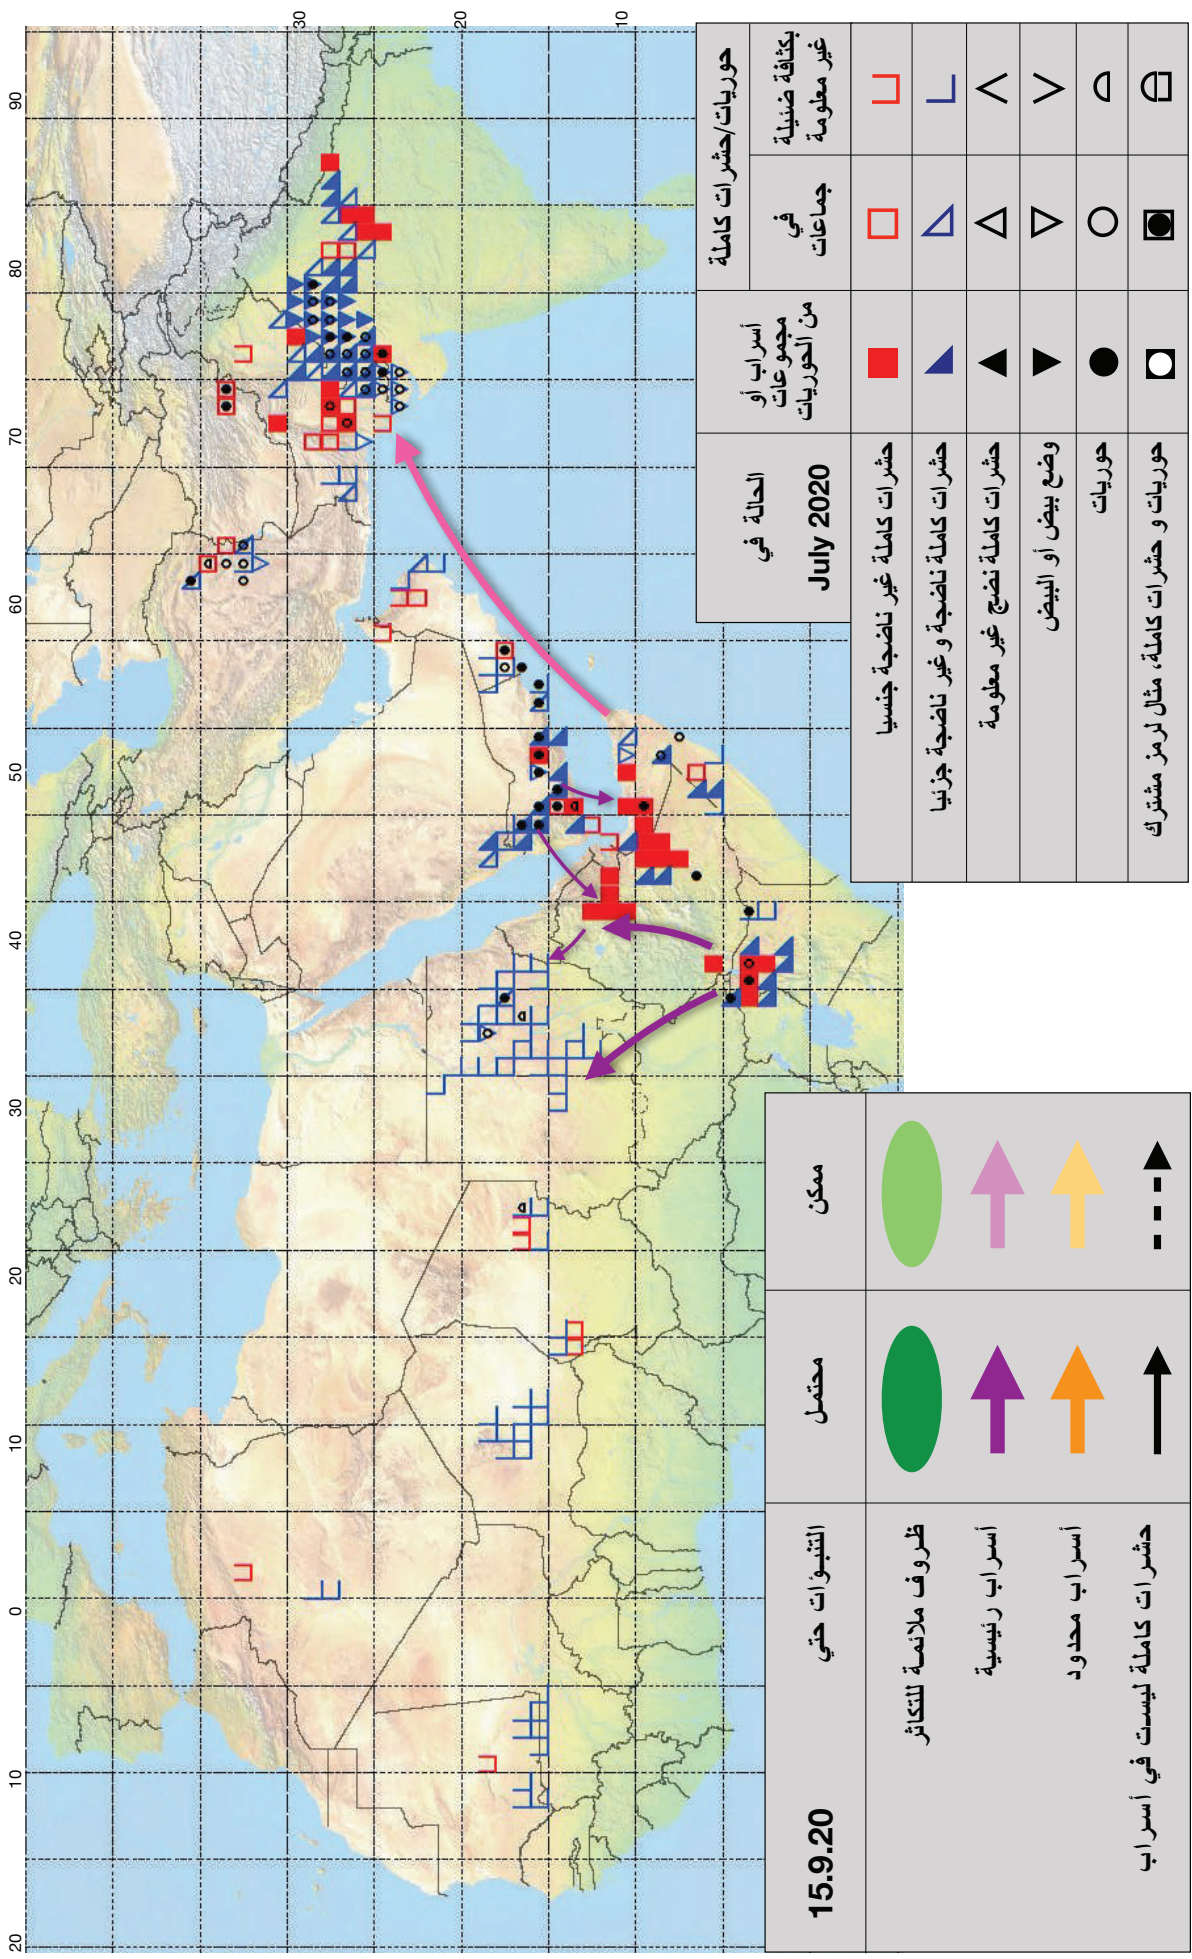 20
10
0
10
20
30
40
50
60
70
80
90
30
20
10
الحالة في
July 2020
حوريات/حشرات كاملة
أسراب أو
مجموعات
من الحوريات
في
جماعات
بكثافة ضئيلة
غير معلومة
حشرات كاملة غير ناضجة جنسيا
حشرات كاملة ناضجة و غير ناضجة جزئيا
حشرات كاملة نضج غير معلومة
وضع بيض أو البيض
حوريات
حوريات و حشرات كاملة، مثال لرمز مشترك
التنبؤات حتي
15.9.20
محتمل
ممكن
ظروف ملائمة للتكاثر
أسراب رئيسية
أسراب محدود
حشرات كاملة ليست في أسراب